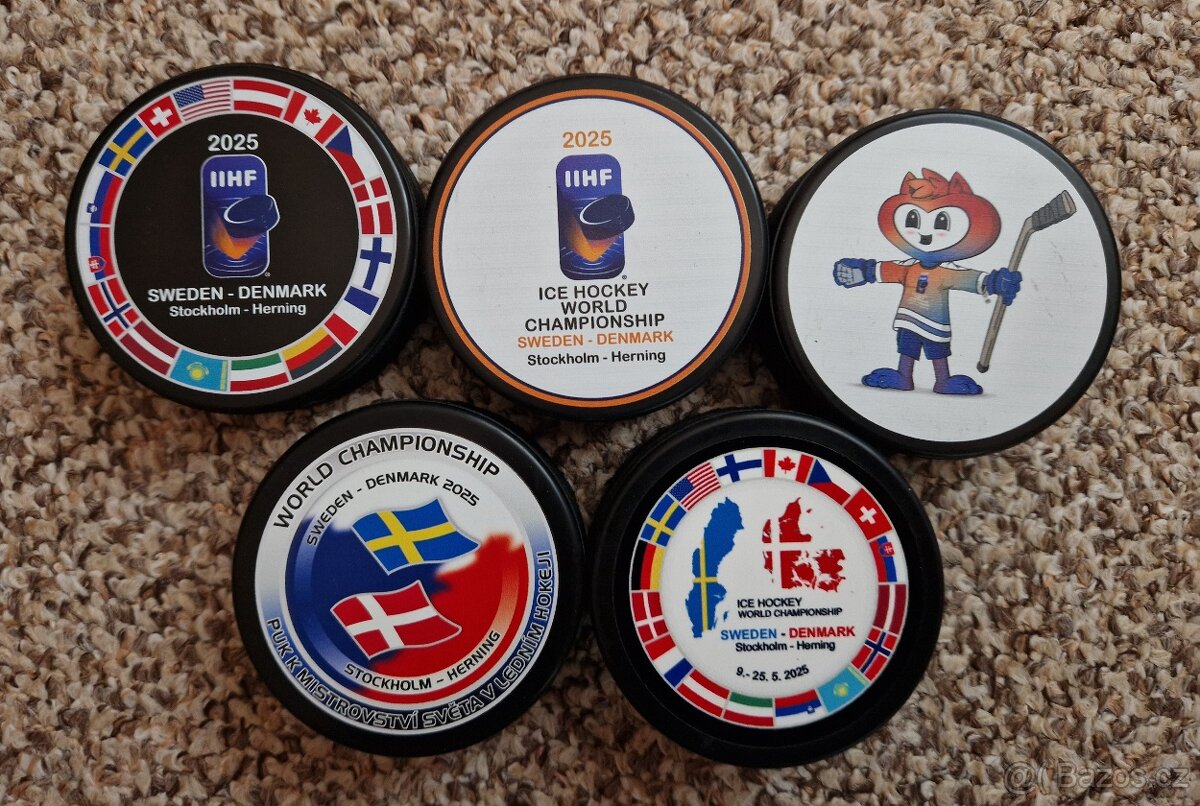 2025
IIHF
®
SWEDEN - DENMARK
Stockholm - Herning
2025
IIHF
®
ICE HOCKEY
WORLD
CHAMPIONSHIP
SWEDEN - DENMARK
Stockholm - Herning
WORLD CHAMPIONSHIP
SWEDEN - DENMARK 2025
STOCKHOLM - HERNING
PUK K MISTROVSTVÍ SVĚTA V LEDNÍM HOKEJI
ICE HOCKEY
WORLD CHAMPIONSHIP
SWEDEN - DENMARK
Stockholm - Herning
9.- 25. 5. 2025
Bazos.cz